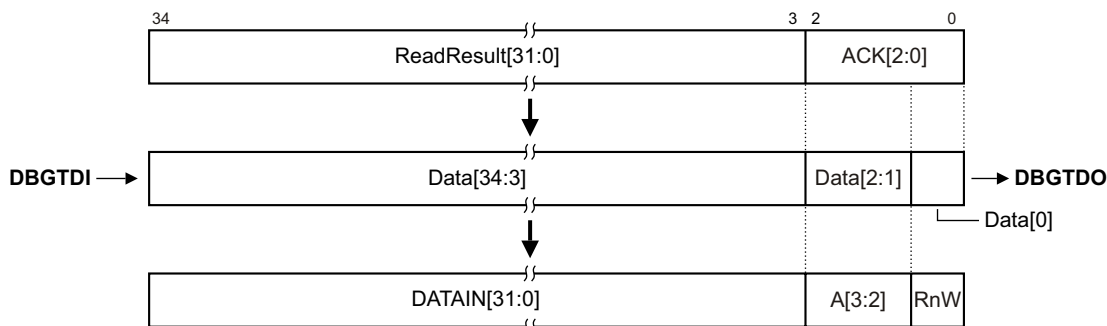 34 3 2 0
ReadResult[31:0] ACK[2:0]
DBGTDI Data[34:3] Data[2:1] DBGTDO
Data[0]
DATAIN[31:0] A[3:2] RnW